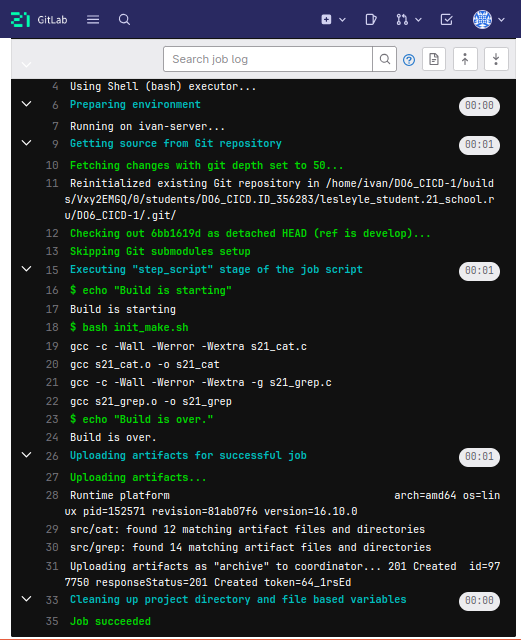 21 GitLab
Search job log
4 Using Shell (bash) executor...
6 Preparing environment 00:00
7 Running on ivan-server...
9 Getting source from Git repository 00:01
10 Fetching changes with git depth set to 50...
11 Reinitialized existing Git repository in /home/ivan/DO6_CICD-1/build
s/Vxy2EMGQ/0/students/DO6_CICD.ID_356283/lesleyle_student.21_school.r
u/DO6_CICD-1/.git/
12 Checking out 6bb1619d as detached HEAD (ref is develop)...
13 Skipping Git submodules setup
15 Executing "step_script" stage of the job script 00:01
16 $ echo "Build is starting"
17 Build is starting
18 $ bash init_make.sh
19 gcc -c -Wall -Werror -Wextra s21_cat.c
20 gcc s21_cat.o -o s21_cat
21 gcc -c -Wall -Werror -Wextra -g s21_grep.c
22 gcc s21_grep.o -o s21_grep
23 $ echo "Build is over."
24 Build is over.
26 Uploading artifacts for successful job 00:01
27 Uploading artifacts...
28 Runtime platform arch=amd64 os=lin
ux pid=152571 revision=81ab07f6 version=16.10.0
29 src/cat: found 12 matching artifact files and directories
30 src/grep: found 14 matching artifact files and directories
31 Uploading artifacts as "archive" to coordinator... 201 Created id=97
7750 responseStatus=201 Created token=64_1rsEd
33 Cleaning up project directory and file based variables 00:00
35 Job succeeded